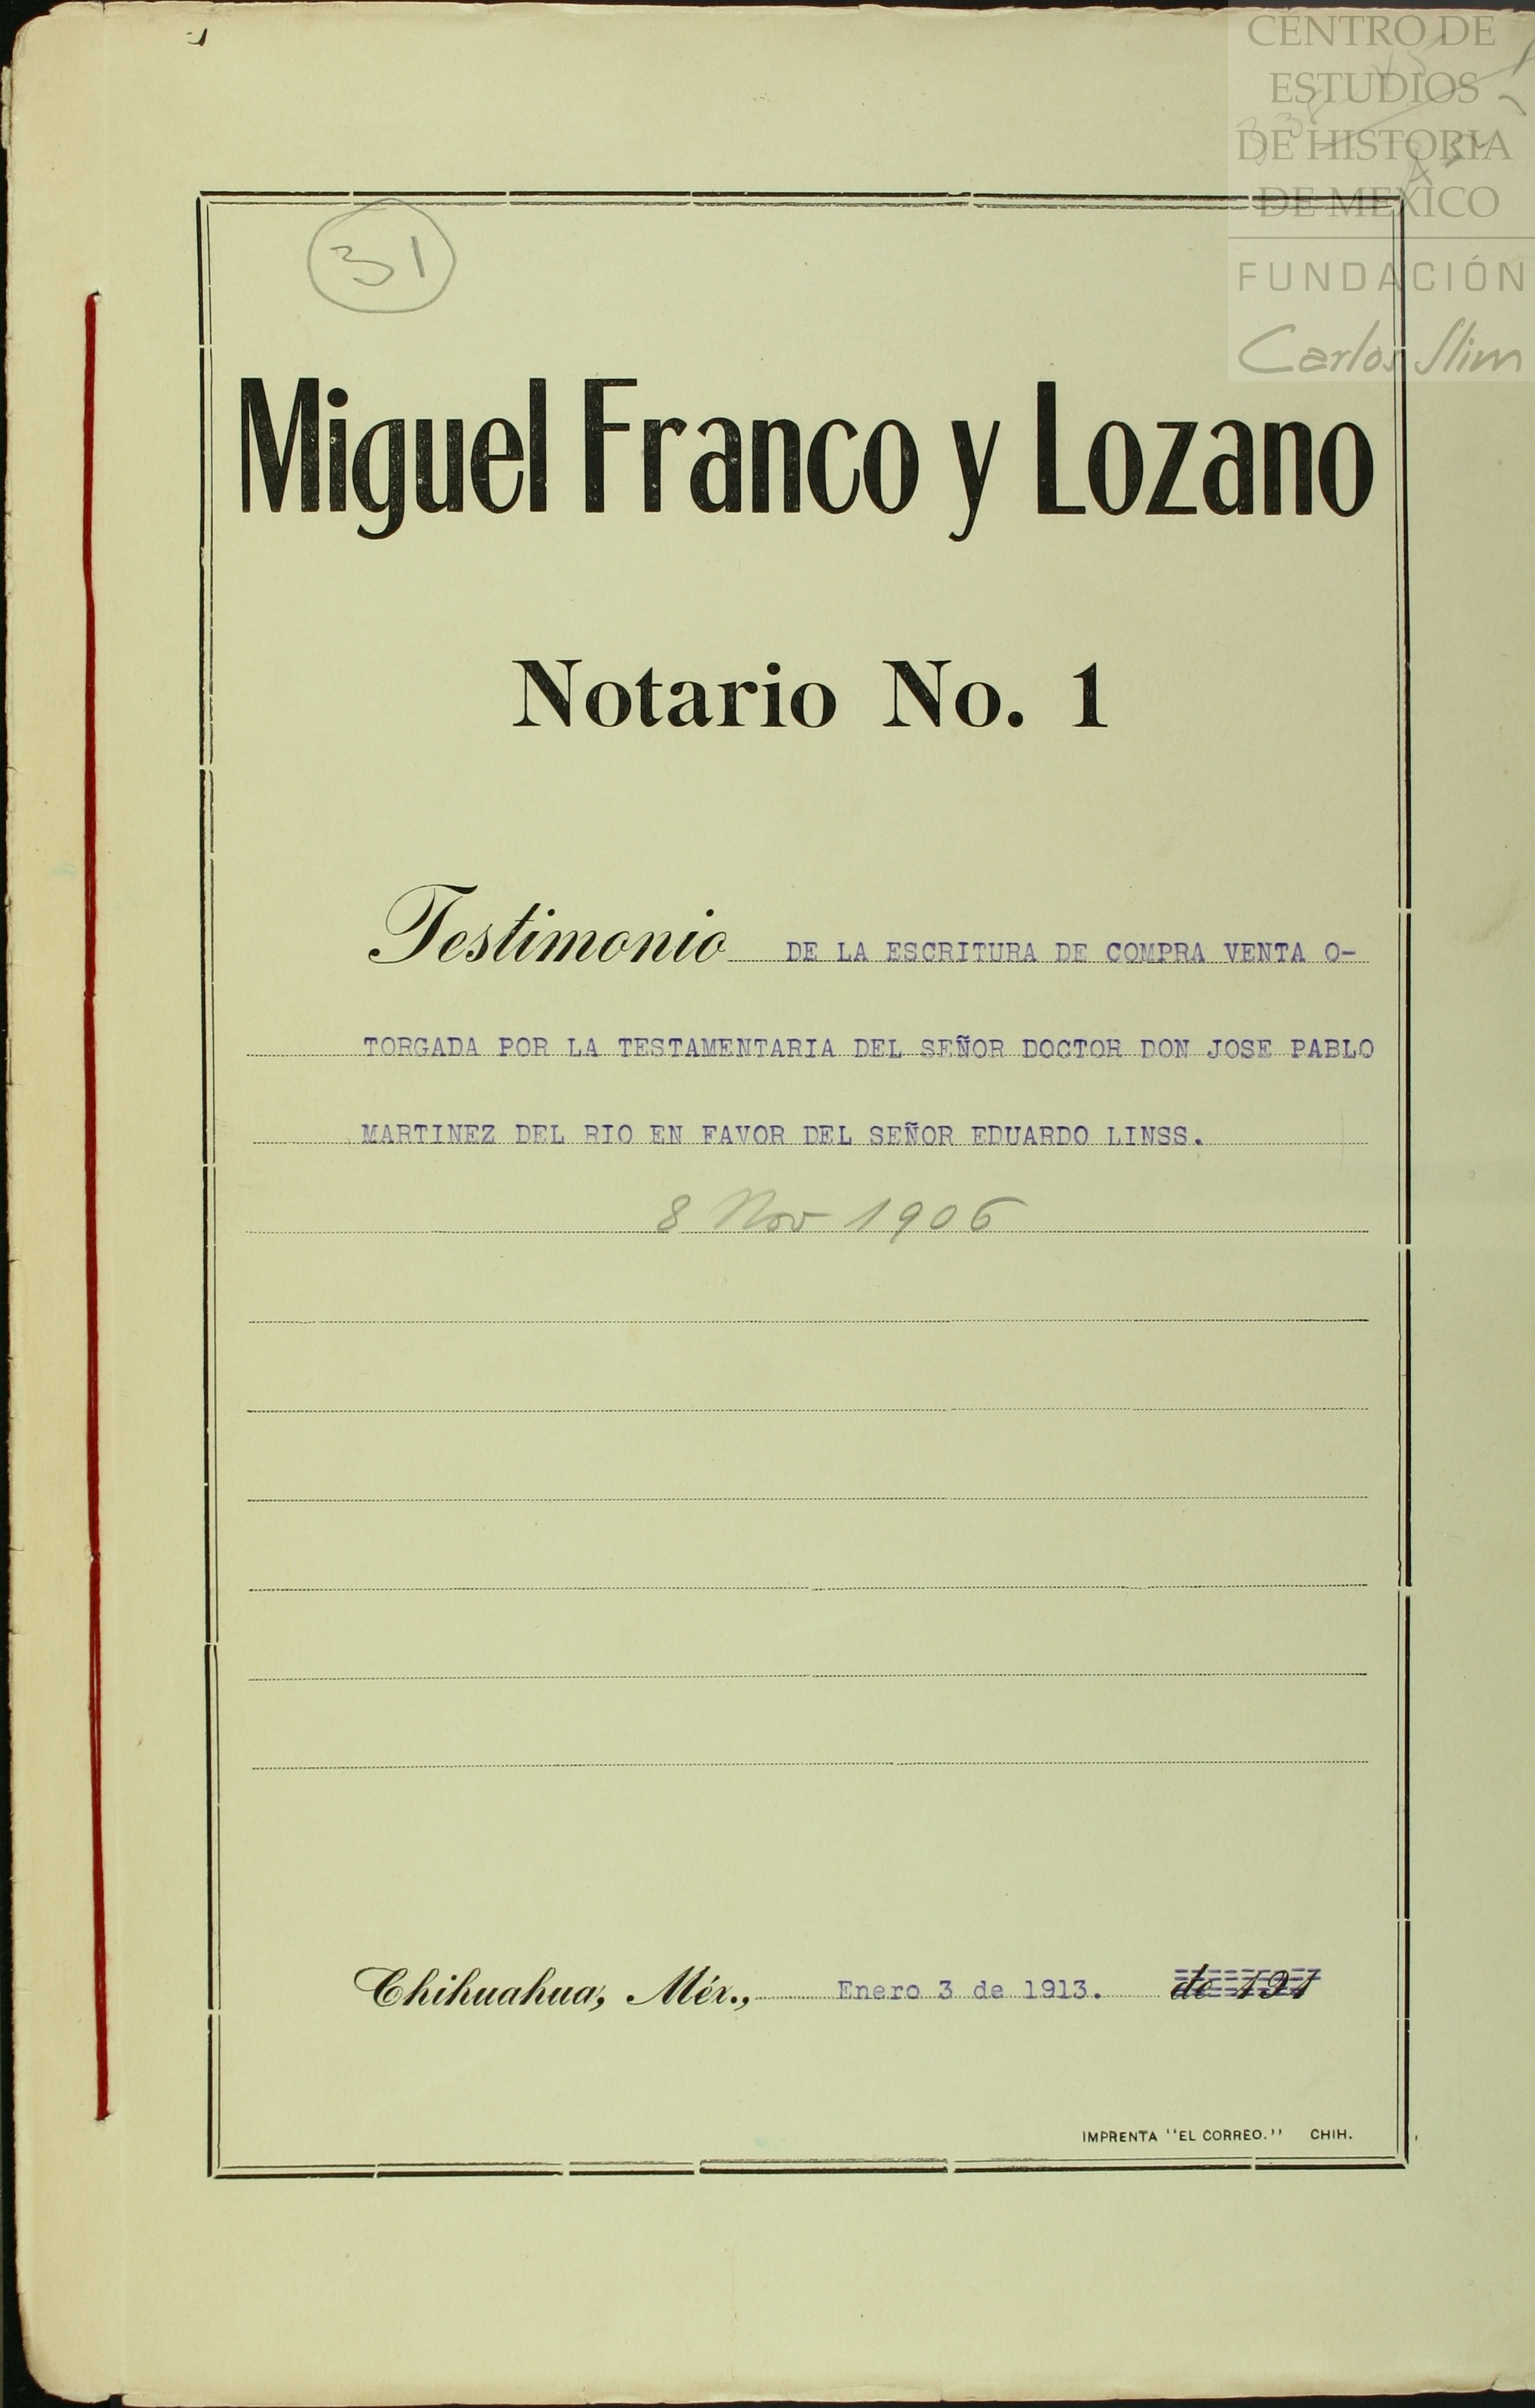 CENTRO DE
ESTUDIOS
DE HISTORIA
DE MEXICO
FUNDACIÓN
Carlos Slim
31
Miguel Franco y Lozano
Notario No. 1
Testimonio DE LA ESCRITURA DE COMPRA VENTA O-
TORGADA POR LA TESTAMENTARIA DEL SEÑOR DOCTOR DON JOSE PABLO
MARTINEZ DEL RIO EN FAVOR DEL SEÑOR EDUARDO LINSS.
8 Nov 1906
Chihuahua, Méx., Enero 3 de 1913. de 191
IMPRENTA "EL CORREO." CHIH.